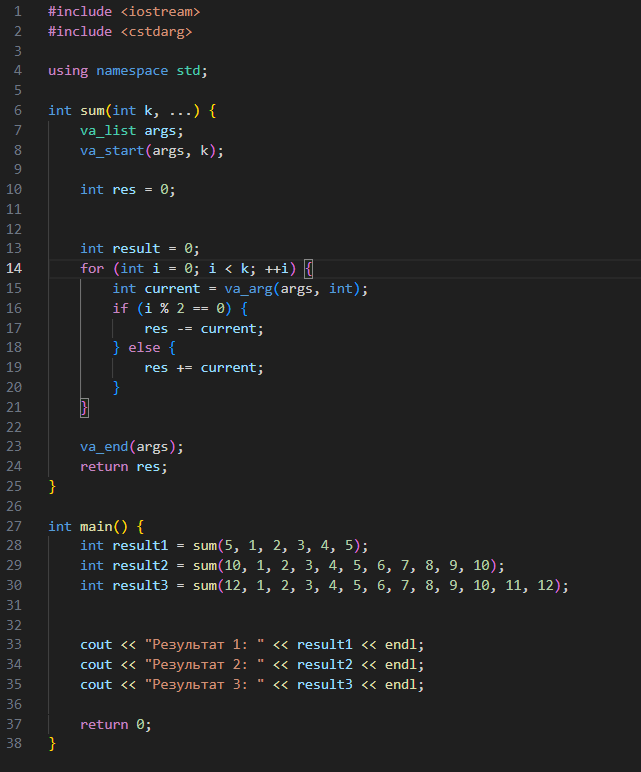 1 #include <iostream>
2 #include <cstdarg>
3
4 using namespace std;
5
6 int sum(int k, ...) {
7     va_list args;
8     va_start(args, k);
9
10     int res = 0;
11
12
13     int result = 0;
14     for (int i = 0; i < k; ++i) {
15         int current = va_arg(args, int);
16         if (i % 2 == 0) {
17             res -= current;
18         } else {
19             res += current;
20         }
21     }
22
23     va_end(args);
24     return res;
25 }
26
27 int main() {
28     int result1 = sum(5, 1, 2, 3, 4, 5);
29     int result2 = sum(10, 1, 2, 3, 4, 5, 6, 7, 8, 9, 10);
30     int result3 = sum(12, 1, 2, 3, 4, 5, 6, 7, 8, 9, 10, 11, 12);
31
32
33     cout << "Результат 1: " << result1 << endl;
34     cout << "Результат 2: " << result2 << endl;
35     cout << "Результат 3: " << result3 << endl;
36
37     return 0;
38 }